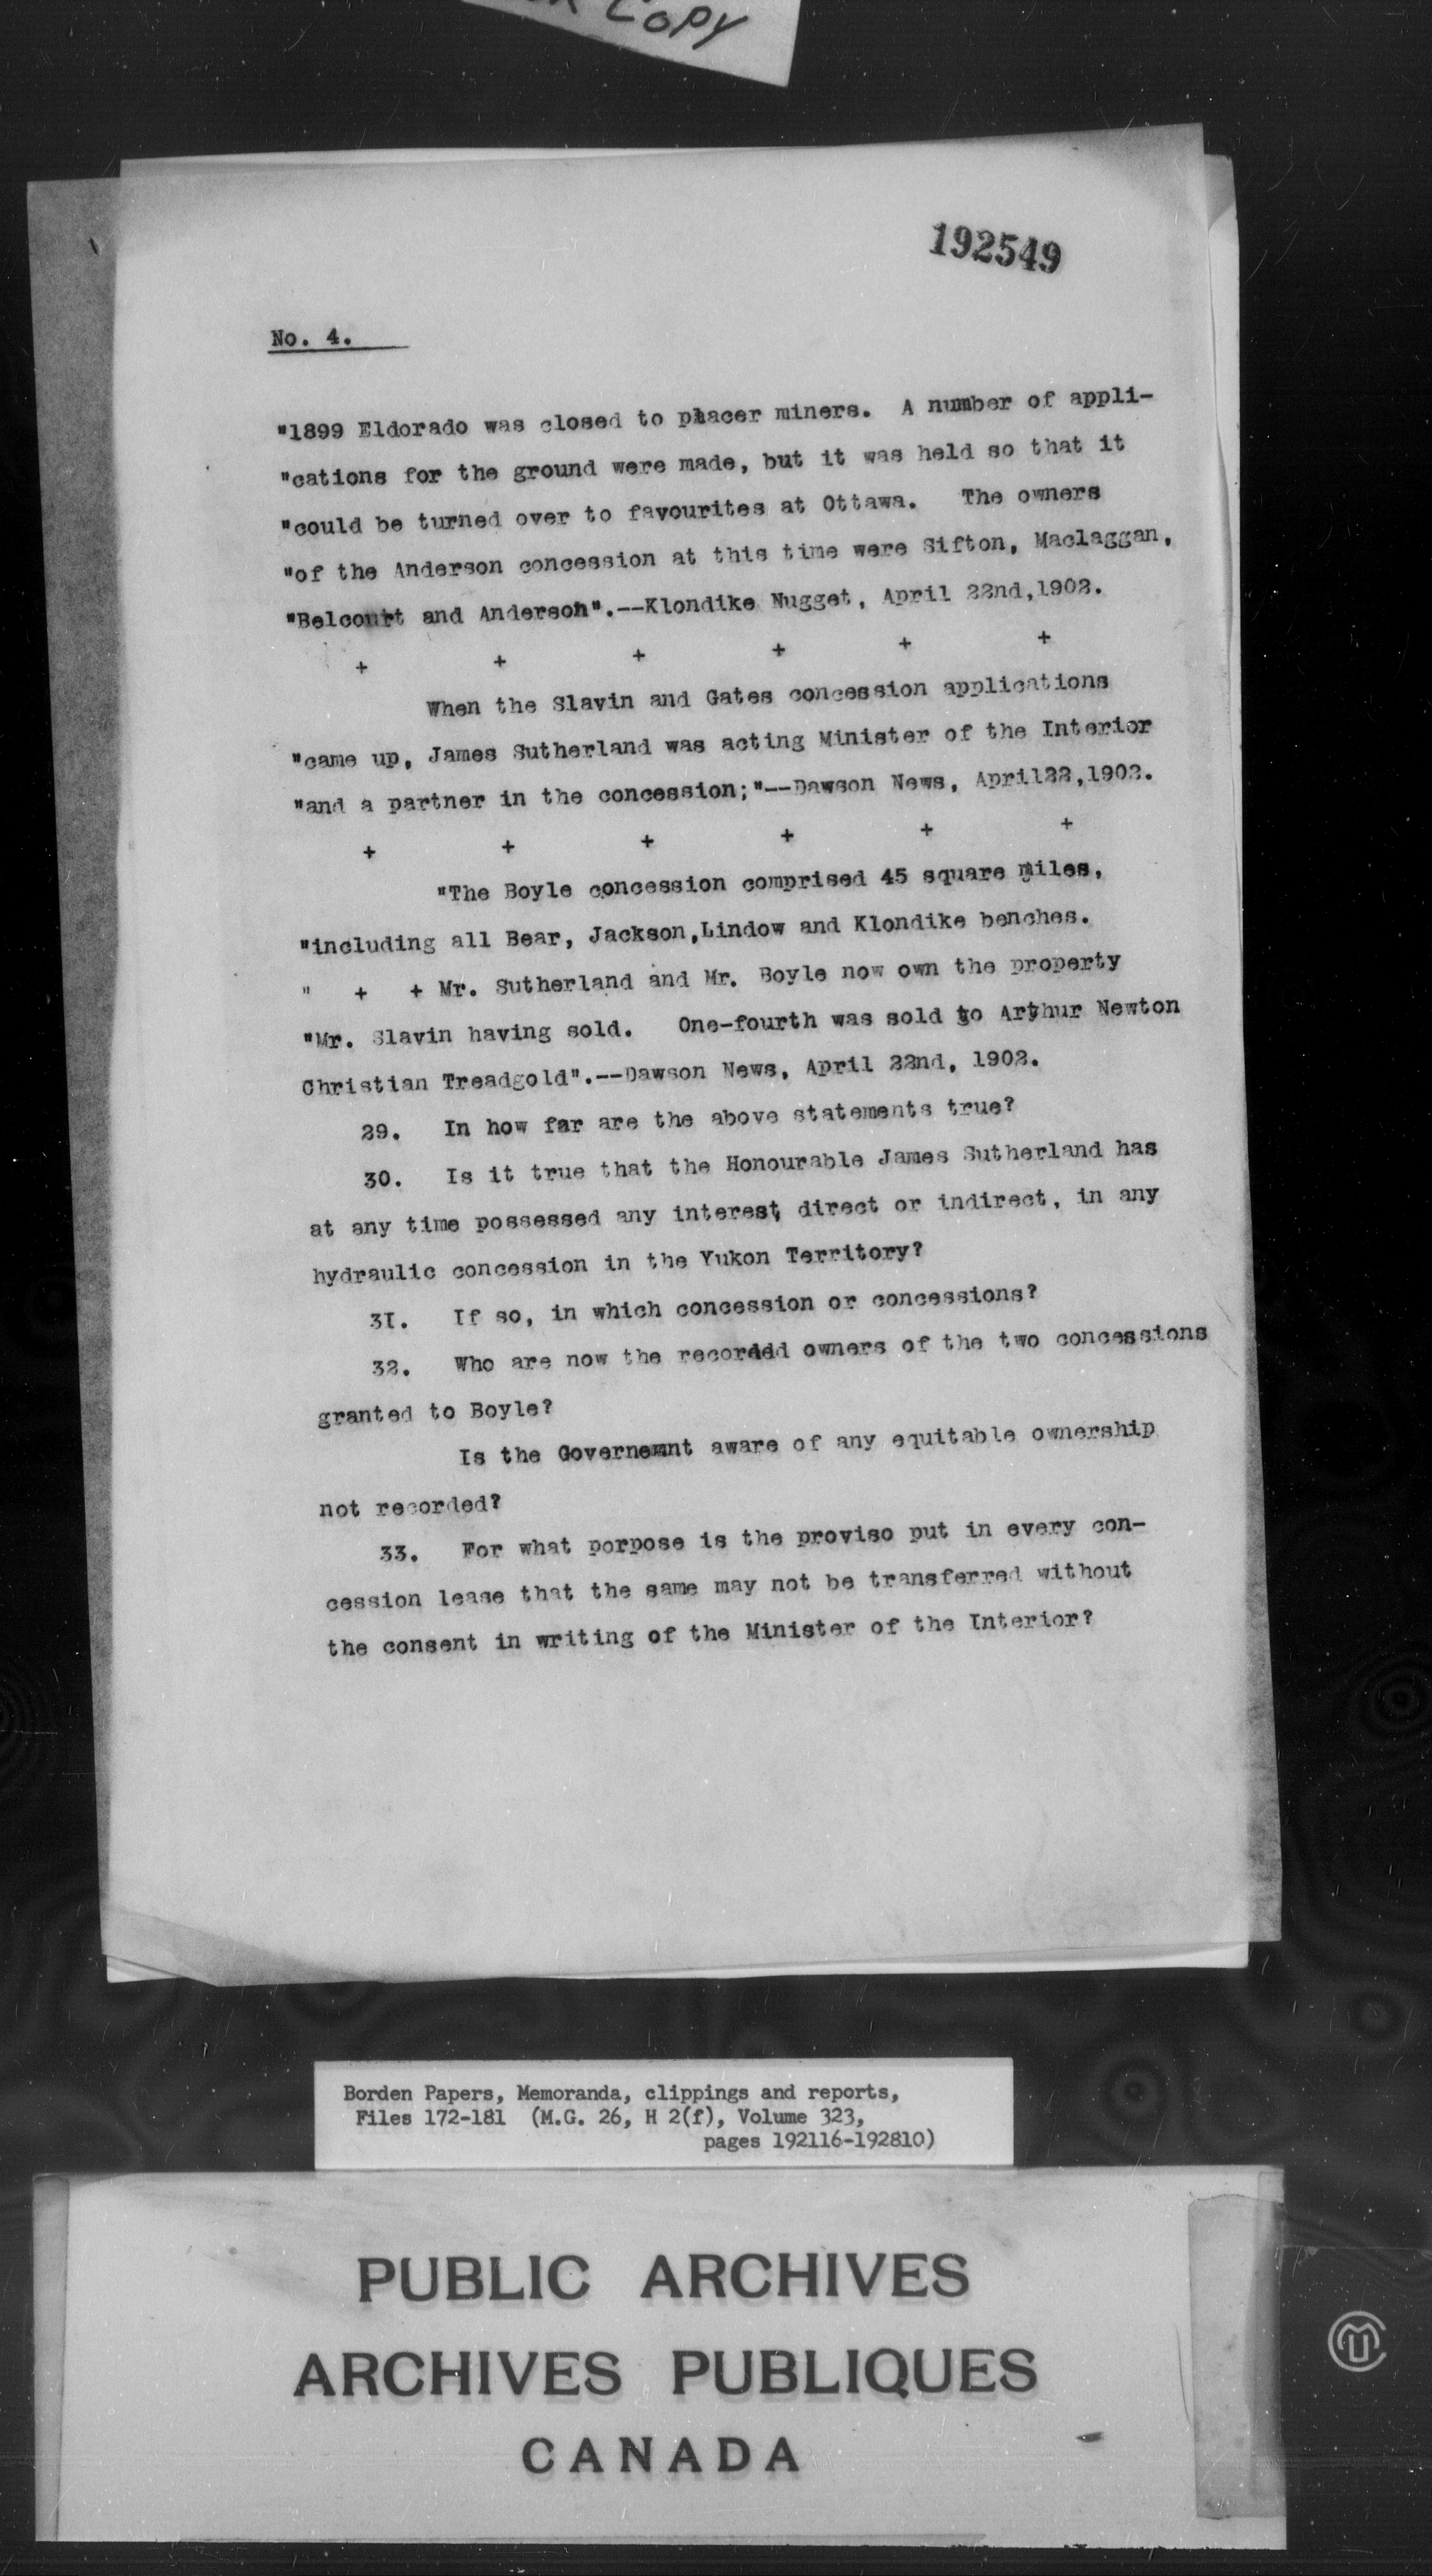 COPY
192549
No. 4.
"1899 Eldorado was closed to placer miners. A number of appli-
"cations for the ground were made, but it was held so that it
"could be turned over to favourites at Ottawa. The owners
"of the Anderson concession at this time were Sifton, Maclaggan,
"Belcourt and Anderson".--Klondike Nugget, April 22nd,1902.
+ + + + + +
When the Slavin and Gates concession applications
"came up, James Sutherland was acting Minister of the Interior
"and a partner in the concession;"--Dawson News, April22,1902.
+ + + + + +
"The Boyle concession comprised 45 square miles,
"including all Bear, Jackson,Lindow and Klondike benches.
" + + Mr. Sutherland and Mr. Boyle now own the property
"Mr. Slavin having sold. One-fourth was sold to Arthur Newton
Christian Treadgold".--Dawson News, April 22nd, 1902.
29. In how far are the above statements true?
30. Is it true that the Honourable James Sutherland has
at any time possessed any interest, direct or indirect, in any
hydraulic concession in the Yukon Territory?
31. If so, in which concession or concessions?
32. Who are now the recorded owners of the two concessions
granted to Boyle?
Is the Governemnt aware of any equitable ownership
not recorded?
33. For what porpose is the proviso put in every con-
cession lease that the same may not be transferred without
the consent in writing of the Minister of the Interior?
Borden Papers, Memoranda, clippings and reports,
Files 172-181 (M.G. 26, H 2(f), Volume 323,
pages 192116-192810)
PUBLIC ARCHIVES
ARCHIVES PUBLIQUES
CANADA